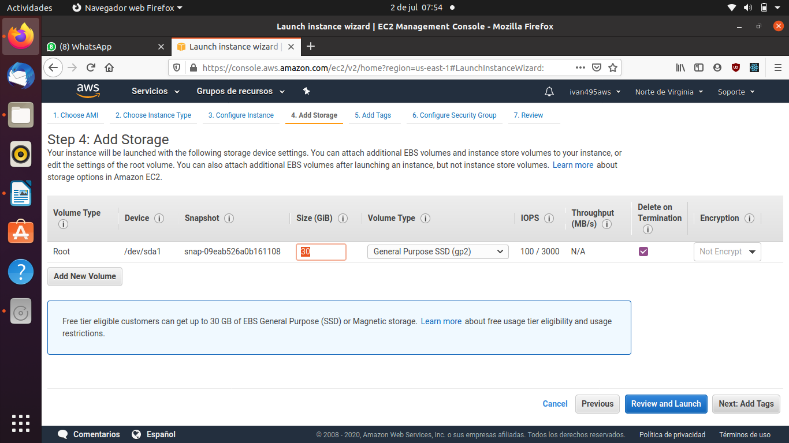 Actividades
Navegador web Firefox
2 de jul 07:54
Launch instance wizard | EC2 Management Console - Mozilla Firefox
(8) WhatsApp
Launch instance wizard |
https://console.aws.amazon.com/ec2/v2/home?region=us-east-1#LaunchInstanceWizard:
aws
Servicios
Grupos de recursos
ivan495aws
Norte de Virginia
Soporte
1. Choose AMI
2. Choose Instance Type
3. Configure Instance
4. Add Storage
5. Add Tags
6. Configure Security Group
7. Review
Step 4: Add Storage
Your instance will be launched with the following storage device settings. You can attach additional EBS volumes and instance store volumes to your instance, or
edit the settings of the root volume. You can also attach additional EBS volumes after launching an instance, but not instance store volumes. Learn more about
storage options in Amazon EC2.
Volume Type
Device
Snapshot
Size (GiB)
Volume Type
IOPS
Throughput
(MB/s)
Delete on
Termination
Encryption
Root
/dev/sda1
snap-09eab526a0b161108
30
General Purpose SSD (gp2)
100 / 3000
N/A
Not Encrypt
Add New Volume
Free tier eligible customers can get up to 30 GB of EBS General Purpose (SSD) or Magnetic storage. Learn more about free usage tier eligibility and usage
restrictions.
Cancel
Previous
Review and Launch
Next: Add Tags
Comentarios
Español
© 2008 - 2020, Amazon Web Services, Inc. o sus empresas afiliadas. Todos los derechos reservados.
Política de privacidad
Términos de uso